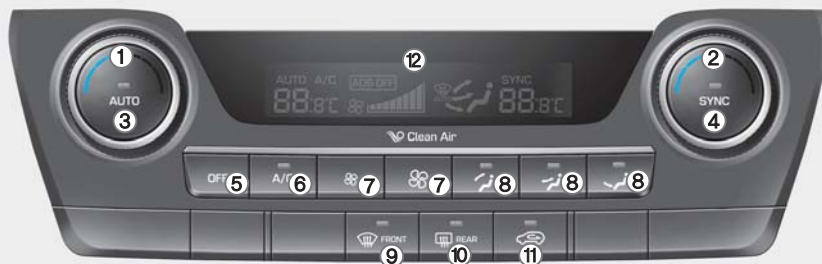 ① ②
⑫
AUTO A/C ADS OFF SYNC
88.8°C 88.8°C
AUTO SYNC
③ ④
Clean Air
OFF ⑤ A/C ⑥ ⑦ ⑦ ⑧ ⑧ ⑧
FRONT REAR
⑨ ⑩ ⑪